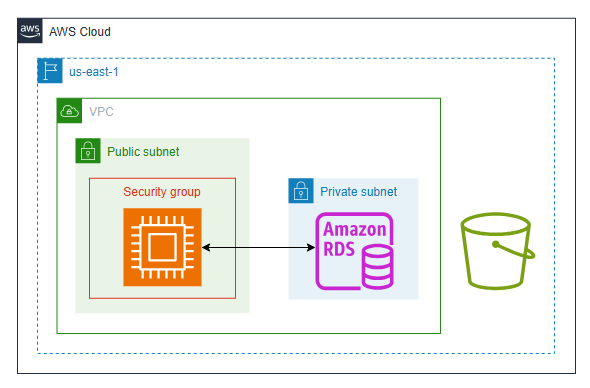 aws
AWS Cloud
us-east-1
VPC
Public subnet
Security group
Private subnet
Amazon
RDS